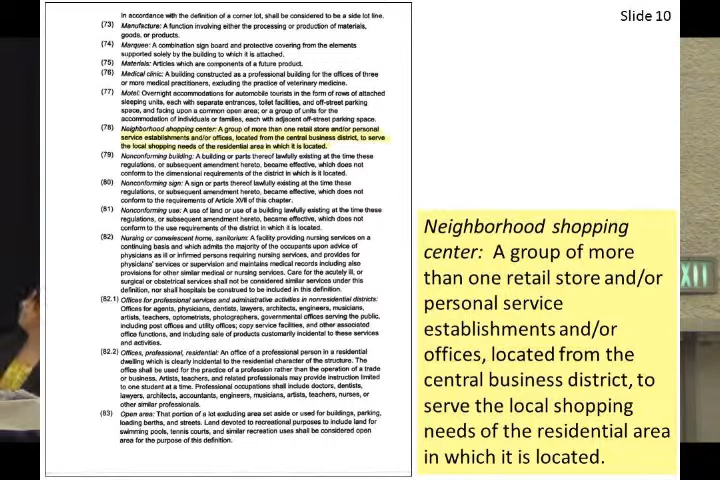 Slide 10
in accordance with the definition of a corner lot, shall be considered to be a side lot line.
(73) Manufacture: A function involving either the processing or production of materials,
goods, or products.
(74) Marquee: A combination sign board and protective covering from the elements
supported solely by the building to which it is attached.
(75) Materials: Articles which are components of a future product.
(76) Medical clinic: A building constructed as a professional building for the offices of three
or more medical practitioners, excluding the practice of veterinary medicine.
(77) Motel: Overnight accommodations for automobile tourists in the form of rows of attached
sleeping units, each with separate entrances, toilet facilities, and off-street parking
space, and facing upon a common open area; or a group of units for the
accommodation of individuals or families, each with adjacent off-street parking space.
(78) Neighborhood shopping center: A group of more than one retail store and/or personal
service establishments and/or offices, located from the central business district, to serve
the local shopping needs of the residential area in which it is located.
(79) Nonconforming building: A building or parts thereof lawfully existing at the time these
regulations, or subsequent amendment hereto, became effective, which does not
conform to the dimensional requirements of the district in which it is located.
(80) Nonconforming sign: A sign or parts thereof lawfully existing at the time these
regulations, or subsequent amendment hereto, became effective, which does not
conform to the requirements of Article XVII of this chapter.
(81) Nonconforming use: A use of land or use of a building lawfully existing at the time these
regulations, or subsequent amendment hereto, became effective, which does not
conform to the use requirements of the district in which it is located.
(82) Nursing or convalescent home, sanitorium: A facility providing nursing services on a
continuing basis and which admits the majority of the occupants upon advice of
physicians as ill or infirmed persons requiring nursing services, and provides for
physicians' services or supervision and maintains medical records including also
provisions for other similar medical or nursing services. Care for the acutely ill, or
surgical or obstetrical services shall not be considered similar services under this
definition, nor shall hospitals be construed to be included in this definition.
(82.1) Offices for professional services and administrative activities in nonresidential districts:
Offices for agents, physicians, dentists, lawyers, architects, engineers, musicians,
artists, teachers, optometrists, photographers, governmental offices serving the public,
including post offices and utility offices; copy service facilities, and other associated
office functions, and including sale of products customarily incidental to these services
and activities.
(82.2) Offices, professional, residential: An office of a professional person in a residential
dwelling which is clearly incidental to the residential character of the structure. The
office shall be used for the practice of a profession rather than the operation of a trade
or business. Artists, teachers, and related professionals may provide instruction limited
to one student at a time. Professional occupations shall include doctors, dentists,
lawyers, architects, accountants, engineers, musicians, artists, teachers, nurses, or
other similar professionals.
(83) Open area: That portion of a lot excluding area set aside or used for buildings, parking,
loading berths, and streets. Land devoted to recreational purposes to include land for
swimming pools, tennis courts, and similar recreation uses shall be considered open
area for the purpose of this definition.
Neighborhood shopping
center: A group of more
than one retail store and/or
personal service
establishments and/or
offices, located from the
central business district, to
serve the local shopping
needs of the residential area
in which it is located.